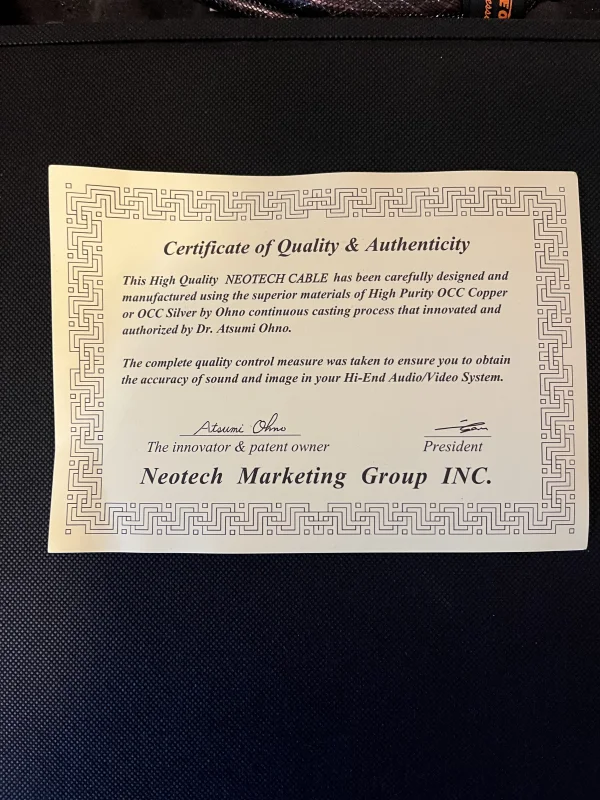 Certificate of Quality & Authenticity
This High Quality NEOTECH CABLE has been carefully designed and
manufactured using the superior materials of High Purity OCC Copper
or OCC Silver by Ohno continuous casting process that innovated and
authorized by Dr. Atsumi Ohno.
The complete quality control measure was taken to ensure you to obtain
the accuracy of sound and image in your Hi-End Audio/Video System.
Atsumi Ohno
The innovator & patent owner
President
Neotech Marketing Group INC.